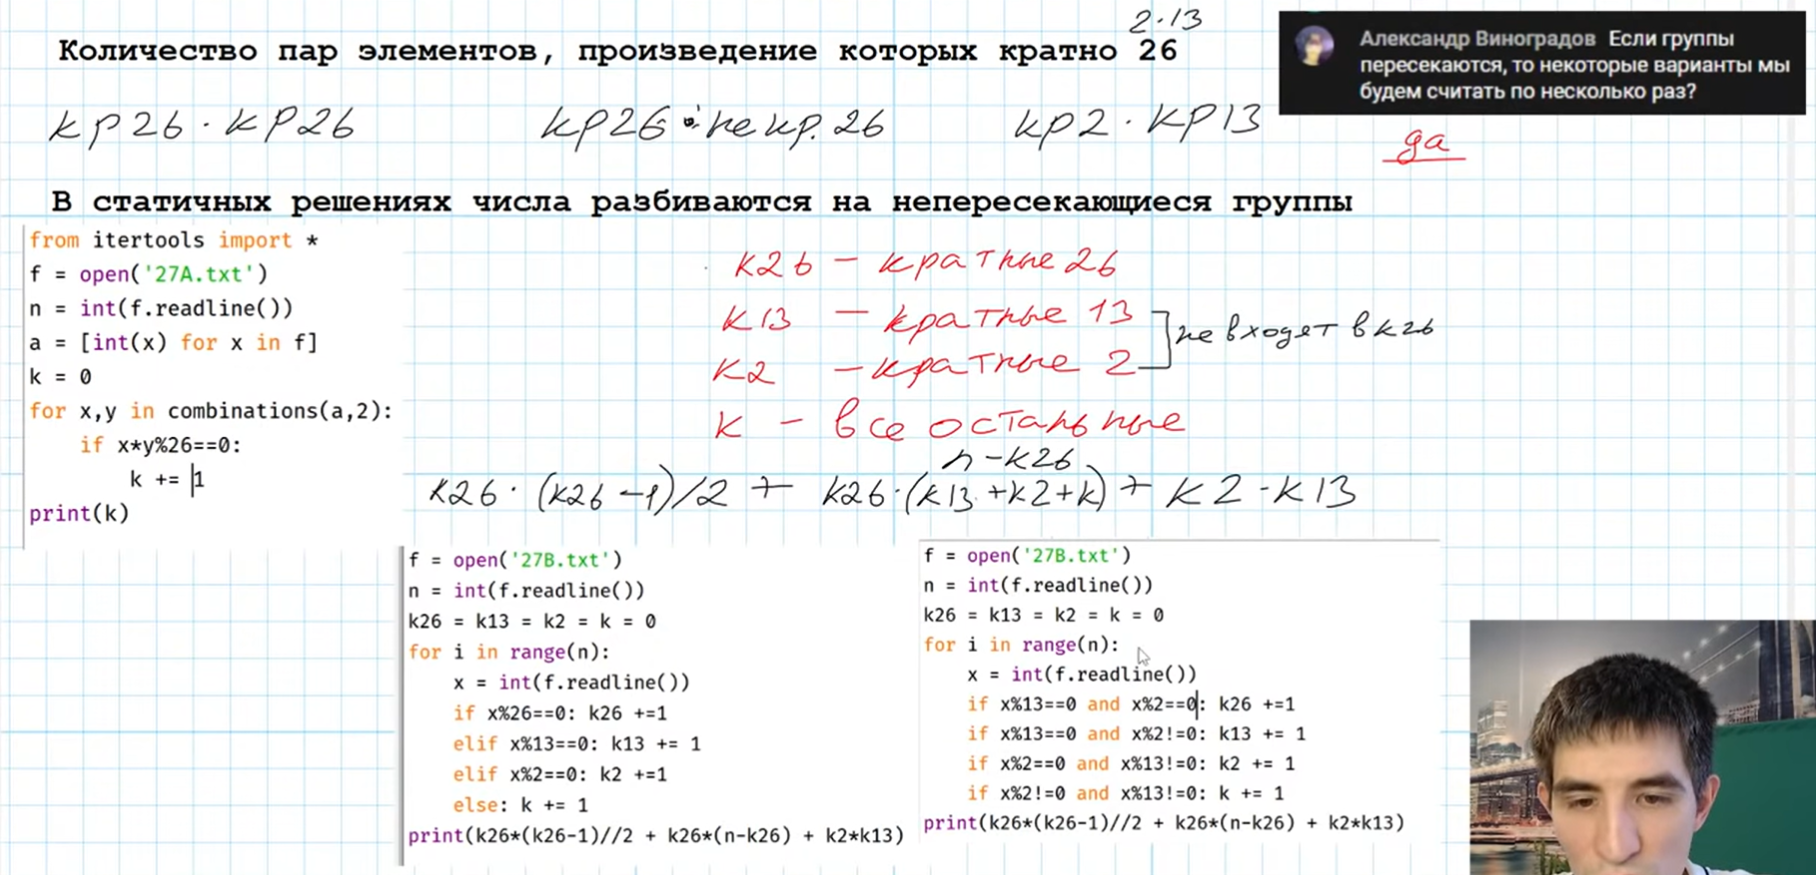 2·13
Количество пар элементов, произведение которых кратно 26
Александр Виноградов Если группы
пересекаются, то некоторые варианты мы
будем считать по несколько раз?
кр26 · кр26
кр26 · не кр. 26
кр2 · кр13
да
В статичных решениях числа разбиваются на непересекающиеся группы
from itertools import *
f = open('27A.txt')
n = int(f.readline())
a = [int(x) for x in f]
k = 0
for x,y in combinations(a,2):
    if x*y%26==0:
        k += 1
print(k)
k26 – кратные 26
k13 – кратные 13
k2 – кратные 2
не входят в k26
k – все остальные
n – k26
k26 · (k26 –1)/2 + k26·(k13 +k2+k) + k2 · k13
f = open('27B.txt')
n = int(f.readline())
k26 = k13 = k2 = k = 0
for i in range(n):
    x = int(f.readline())
    if x%26==0: k26 +=1
    elif x%13==0: k13 += 1
    elif x%2==0: k2 +=1
    else: k += 1
print(k26*(k26-1)//2 + k26*(n-k26) + k2*k13)
f = open('27B.txt')
n = int(f.readline())
k26 = k13 = k2 = k = 0
for i in range(n):
    x = int(f.readline())
    if x%13==0 and x%2==0: k26 +=1
    if x%13==0 and x%2!=0: k13 += 1
    if x%2==0 and x%13!=0: k2 += 1
    if x%2!=0 and x%13!=0: k += 1
print(k26*(k26-1)//2 + k26*(n-k26) + k2*k13)